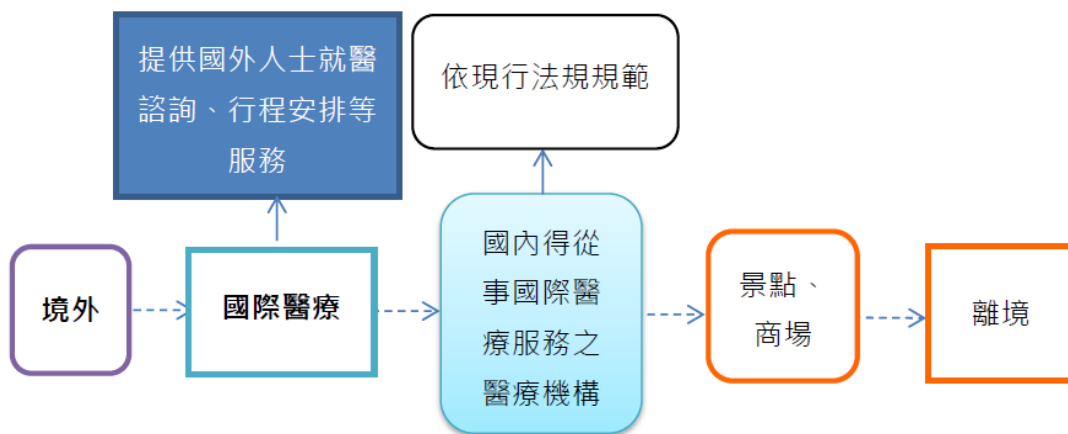 提供國外人士就醫
諮詢、行程安排等
服務
依現行法規規範
境外
國際醫療
國內得從
事國際醫
療服務之
醫療機構
景點、
商場
離境